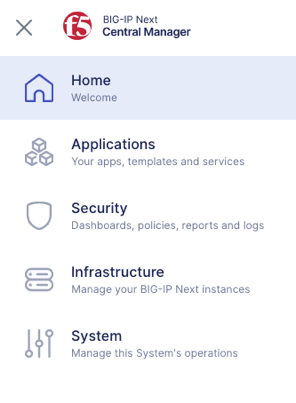 f5
BIG-IP Next
Central Manager
Home
Welcome
Applications
Your apps, templates and services
Security
Dashboards, policies, reports and logs
Infrastructure
Manage your BIG-IP Next instances
System
Manage this System's operations